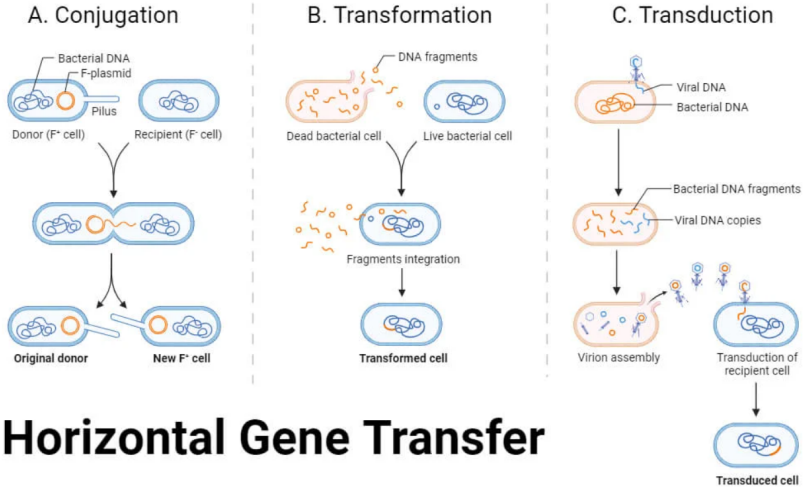 A. Conjugation
Bacterial DNA
F-plasmid
Pilus
Donor (F⁺ cell)
Recipient (F⁻ cell)
Original donor
New F⁺ cell
B. Transformation
DNA fragments
Dead bacterial cell
Live bacterial cell
Fragments integration
Transformed cell
C. Transduction
Viral DNA
Bacterial DNA
Bacterial DNA fragments
Viral DNA copies
Virion assembly
Transduction of
recipient cell
Transduced cell
Horizontal Gene Transfer